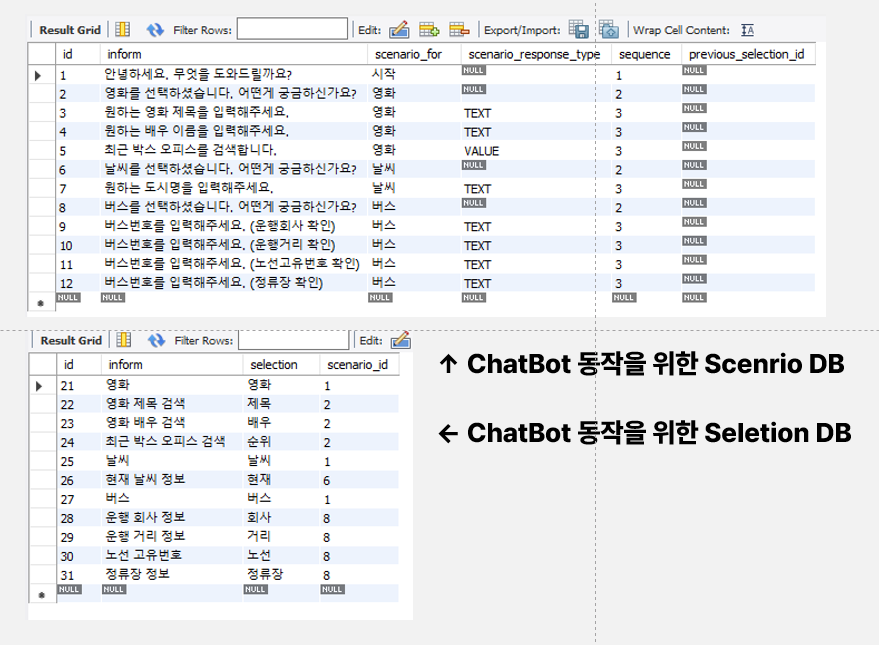 Result Grid Filter Rows: Edit: Export/Import: Wrap Cell Content: IA
id inform scenario_for scenario_response_type sequence previous_selection_id
1 안녕하세요. 무엇을 도와드릴까요? 시작 NULL 1 NULL
2 영화를 선택하셨습니다. 어떤게 궁금하신가요? 영화 NULL 2 NULL
3 원하는 영화 제목을 입력해주세요. 영화 TEXT 3 NULL
4 원하는 배우 이름을 입력해주세요. 영화 TEXT 3 NULL
5 최근 박스 오피스를 검색합니다. 영화 VALUE 3 NULL
6 날씨를 선택하셨습니다. 어떤게 궁금하신가요? 날씨 NULL 2 NULL
7 원하는 도시명을 입력해주세요. 날씨 TEXT 3 NULL
8 버스를 선택하셨습니다. 어떤게 궁금하신가요? 버스 NULL 2 NULL
9 버스번호를 입력해주세요. (운행회사 확인) 버스 TEXT 3 NULL
10 버스번호를 입력해주세요. (운행거리 확인) 버스 TEXT 3 NULL
11 버스번호를 입력해주세요. (노선고유번호 확인) 버스 TEXT 3 NULL
12 버스번호를 입력해주세요. (정류장 확인) 버스 TEXT 3 NULL
NULL NULL NULL NULL NULL NULL
Result Grid Filter Rows: Edit:
id inform selection scenario_id
21 영화 영화 1
22 영화 제목 검색 제목 2
23 영화 배우 검색 배우 2
24 최근 박스 오피스 검색 순위 2
25 날씨 날씨 1
26 현재 날씨 정보 현재 6
27 버스 버스 1
28 운행 회사 정보 회사 8
29 운행 거리 정보 거리 8
30 노선 고유번호 노선 8
31 정류장 정보 정류장 8
NULL NULL NULL NULL
↑ ChatBot 동작을 위한 Scenrio DB
← ChatBot 동작을 위한 Seletion DB